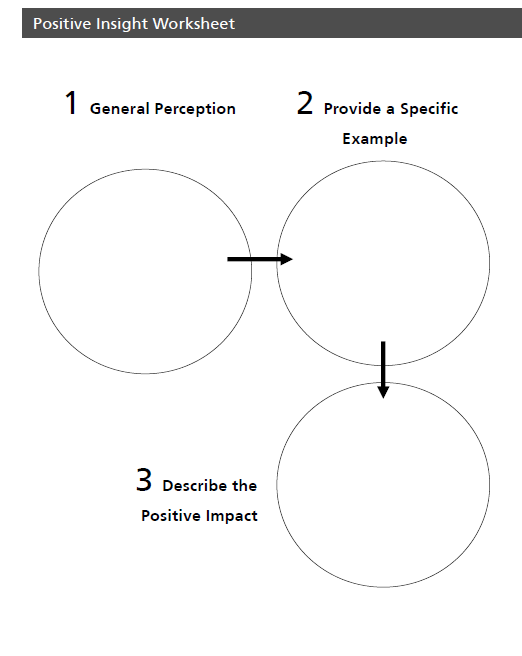 Positive Insight Worksheet
1 General Perception
2 Provide a Specific
Example
3 Describe the
Positive Impact